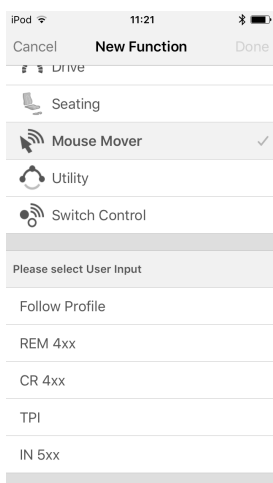 iPod 11:21
Cancel New Function Done
Drive
Seating
Mouse Mover
Utility
Switch Control
Please select User Input
Follow Profile
REM 4xx
CR 4xx
TPI
IN 5xx